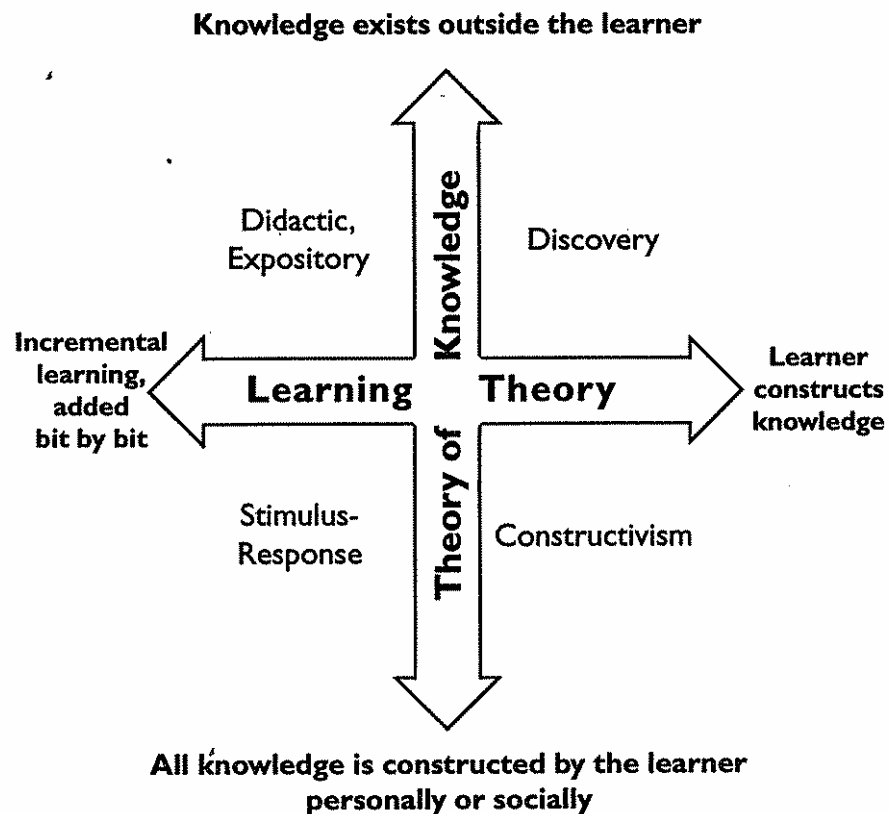 Knowledge exists outside the learner
Didactic,
Expository
Discovery
Knowledge
Incremental
learning,
added
bit by bit
Learning Theory
Learner
constructs
knowledge
Theory of
Stimulus-
Response
Constructivism
All knowledge is constructed by the learner
personally or socially